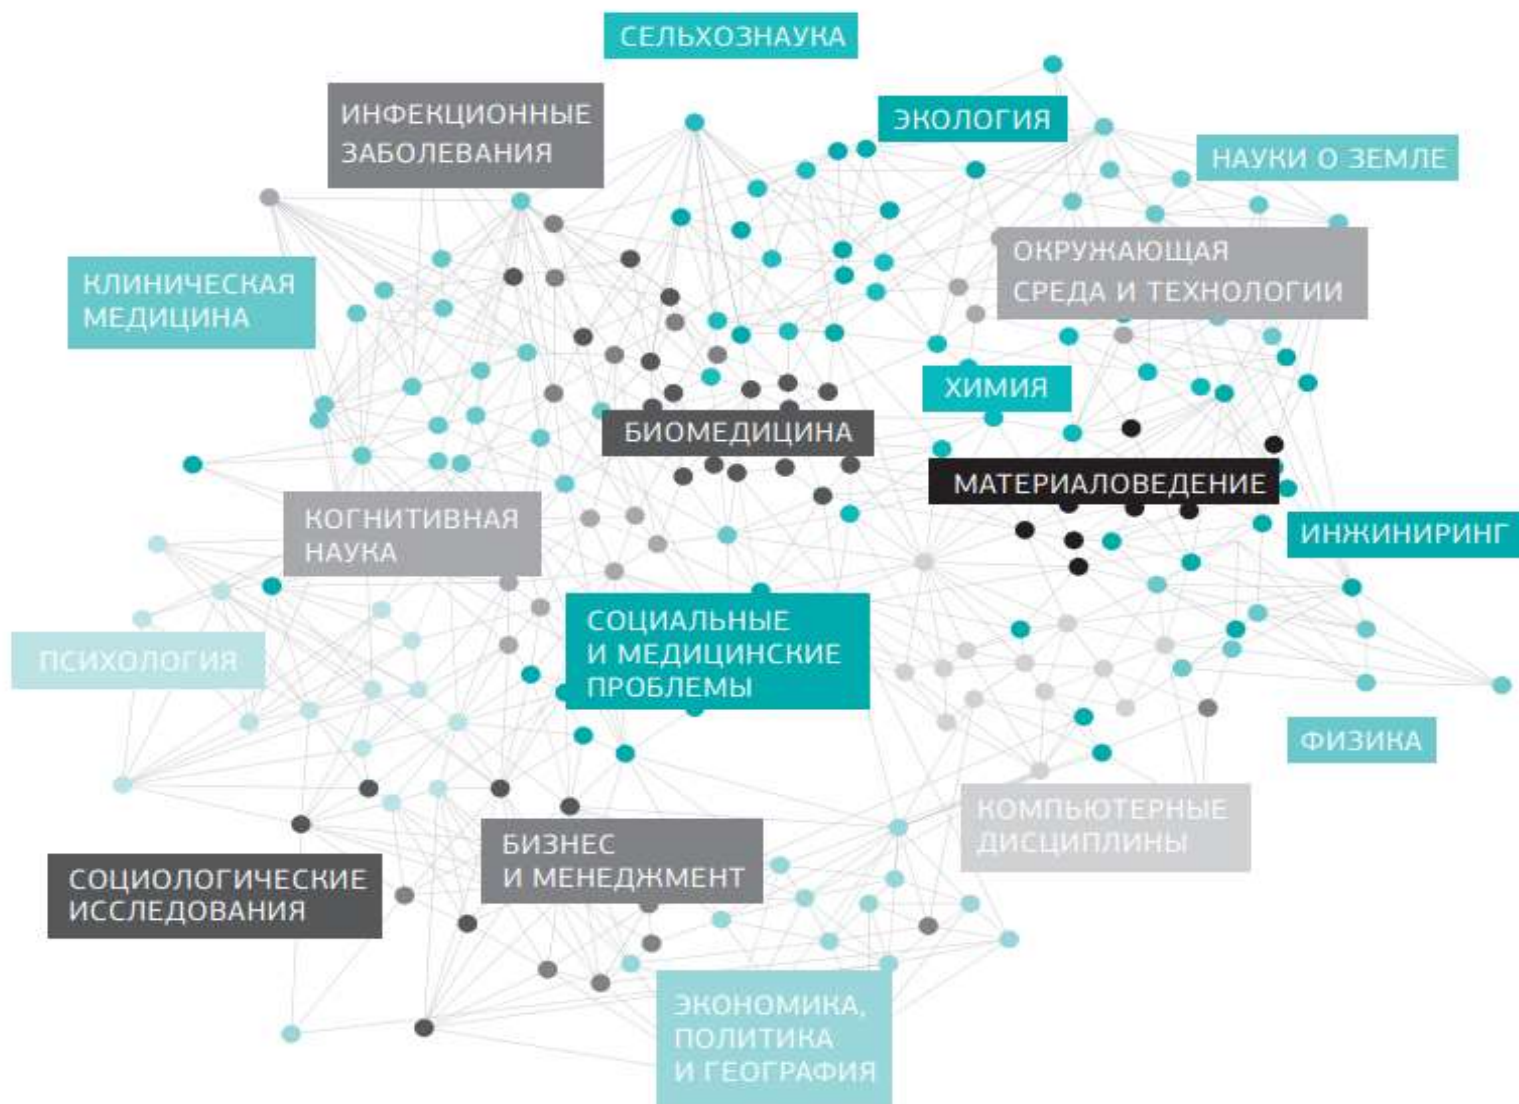 СЕЛЬХОЗНАУКА
ИНФЕКЦИОННЫЕ
ЗАБОЛЕВАНИЯ
ЭКОЛОГИЯ
НАУКИ О ЗЕМЛЕ
ОКРУЖАЮЩАЯ
СРЕДА И ТЕХНОЛОГИИ
КЛИНИЧЕСКАЯ
МЕДИЦИНА
ХИМИЯ
БИОМЕДИЦИНА
МАТЕРИАЛОВЕДЕНИЕ
КОГНИТИВНАЯ
НАУКА
ИНЖИНИРИНГ
СОЦИАЛЬНЫЕ
И МЕДИЦИНСКИЕ
ПРОБЛЕМЫ
ПСИХОЛОГИЯ
ФИЗИКА
КОМПЬЮТЕРНЫЕ
ДИСЦИПЛИНЫ
БИЗНЕС
И МЕНЕДЖМЕНТ
СОЦИОЛОГИЧЕСКИЕ
ИССЛЕДОВАНИЯ
ЭКОНОМИКА,
ПОЛИТИКА
И ГЕОГРАФИЯ